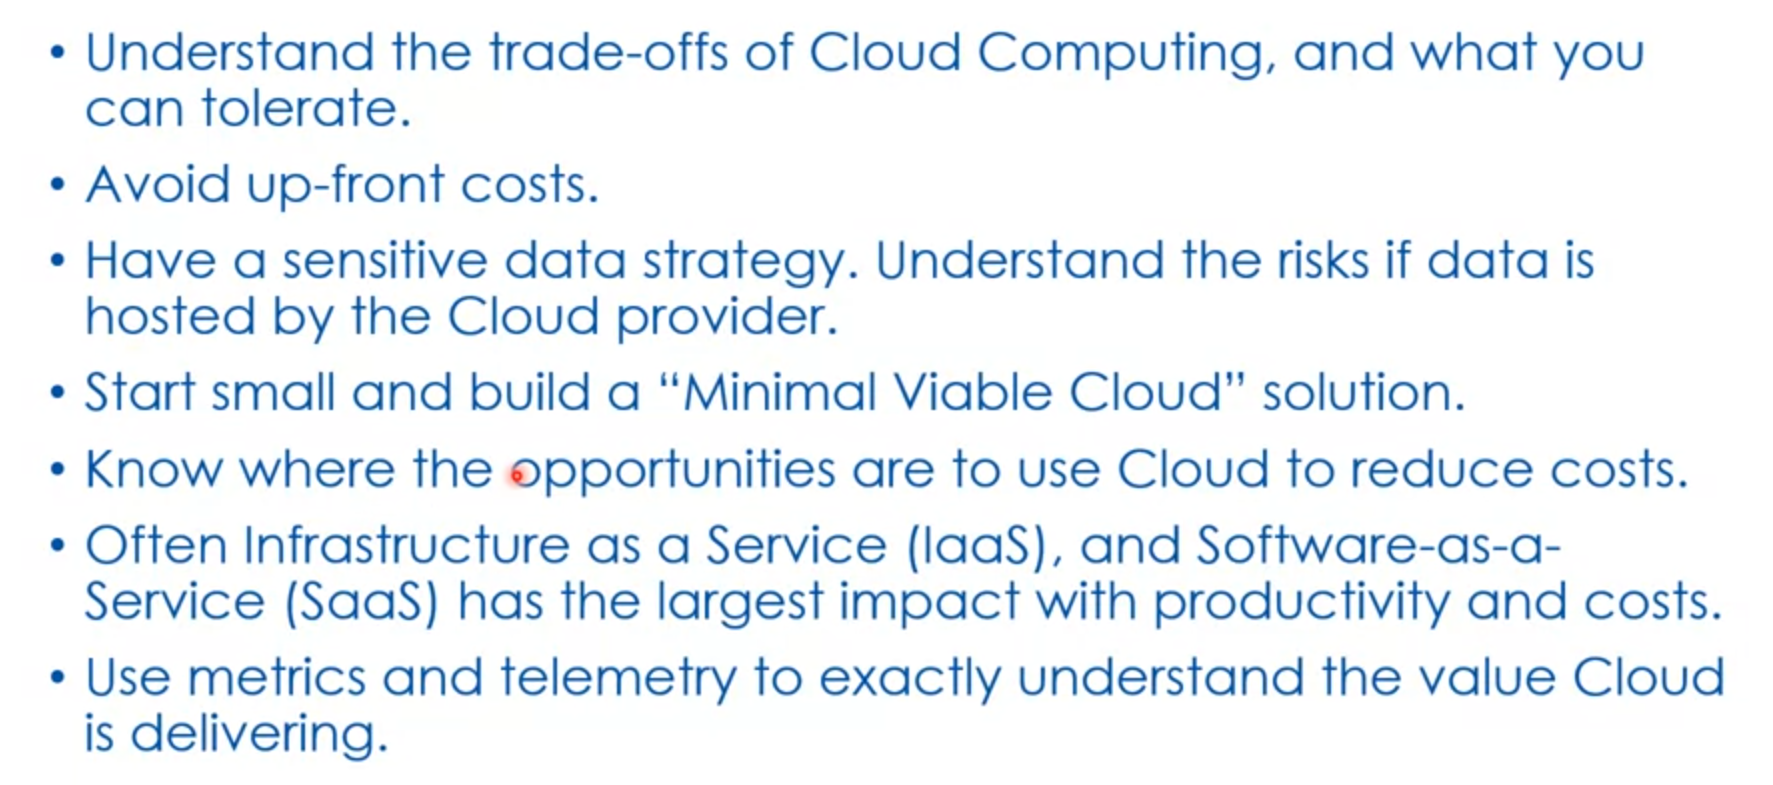 • Understand the trade-offs of Cloud Computing, and what you
can tolerate.
• Avoid up-front costs.
• Have a sensitive data strategy. Understand the risks if data is
hosted by the Cloud provider.
• Start small and build a “Minimal Viable Cloud” solution.
• Know where the opportunities are to use Cloud to reduce costs.
• Often Infrastructure as a Service (IaaS), and Software-as-a-
Service (SaaS) has the largest impact with productivity and costs.
• Use metrics and telemetry to exactly understand the value Cloud
is delivering.